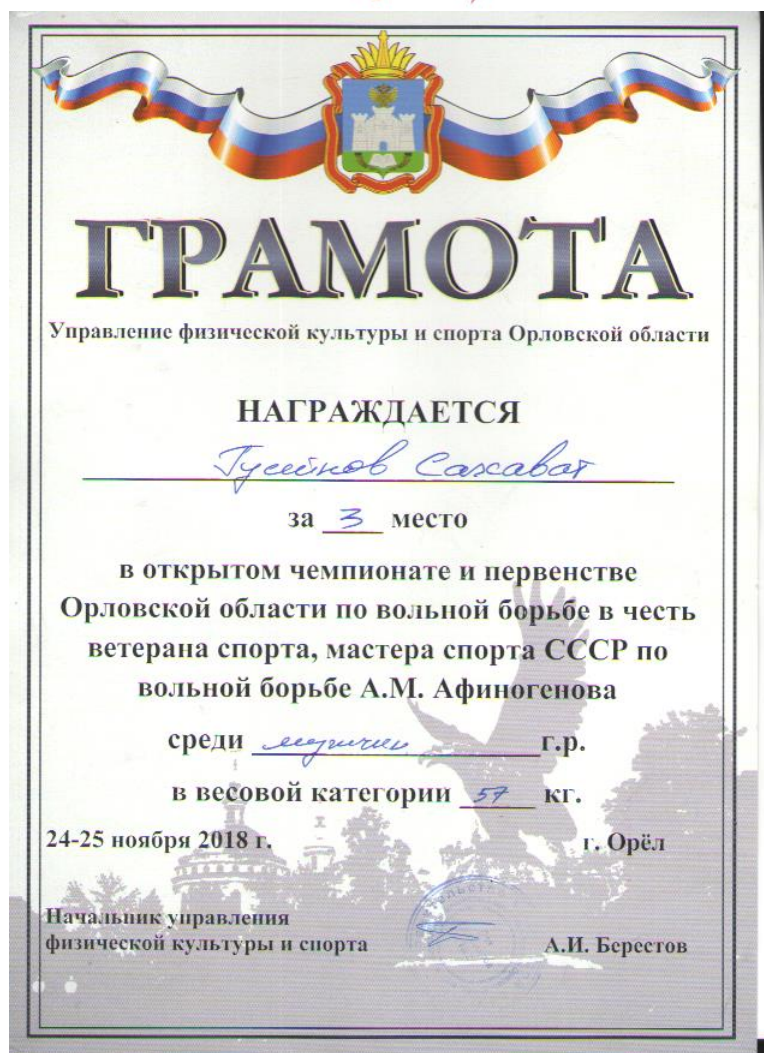 ГРАМОТА
Управление физической культуры и спорта Орловской области
НАГРАЖДАЕТСЯ
Гусейнов Сахават
за 3 место
в открытом чемпионате и первенстве
Орловской области по вольной борьбе в честь
ветерана спорта, мастера спорта СССР по
вольной борьбе А.М. Афиногенова
среди мужчин г.р.
в весовой категории 57 кг.
24-25 ноября 2018 г. г. Орёл
Начальник управления
физической культуры и спорта А.И. Берестов